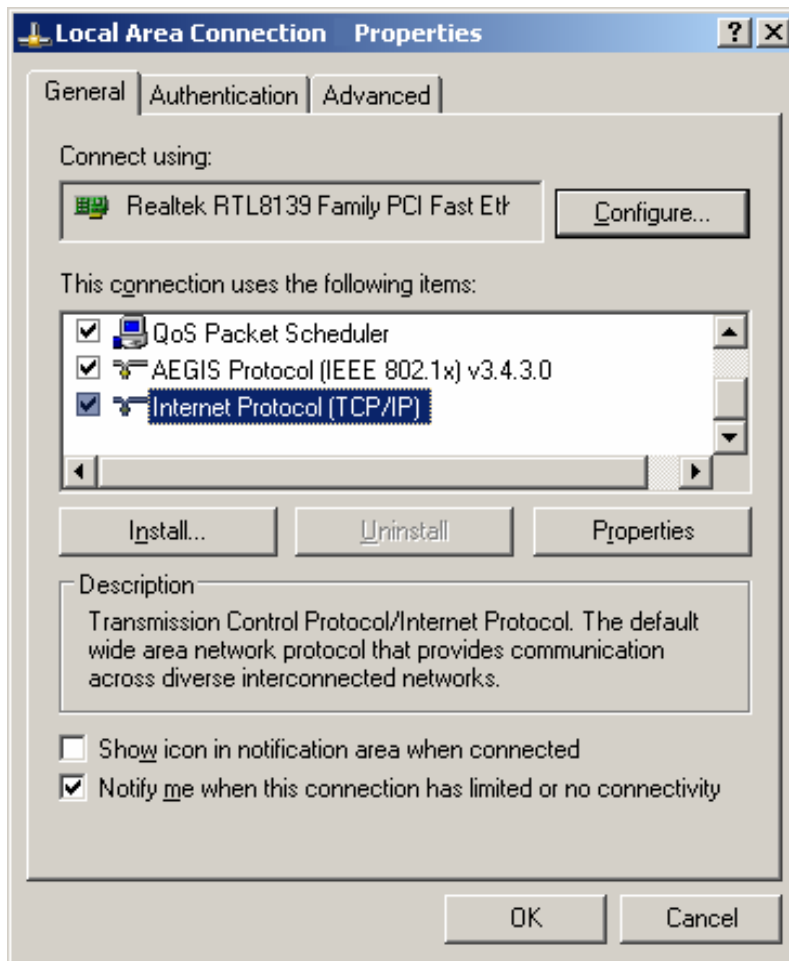 Local Area Connection Properties
General Authentication Advanced
Connect using:
Realtek RTL8139 Family PCI Fast Eth
Configure...
This connection uses the following items:
QoS Packet Scheduler
AEGIS Protocol (IEEE 802.1x) v3.4.3.0
Internet Protocol (TCP/IP)
Install... Uninstall Properties
Description
Transmission Control Protocol/Internet Protocol. The default
wide area network protocol that provides communication
across diverse interconnected networks.
Show icon in notification area when connected
Notify me when this connection has limited or no connectivity
OK Cancel